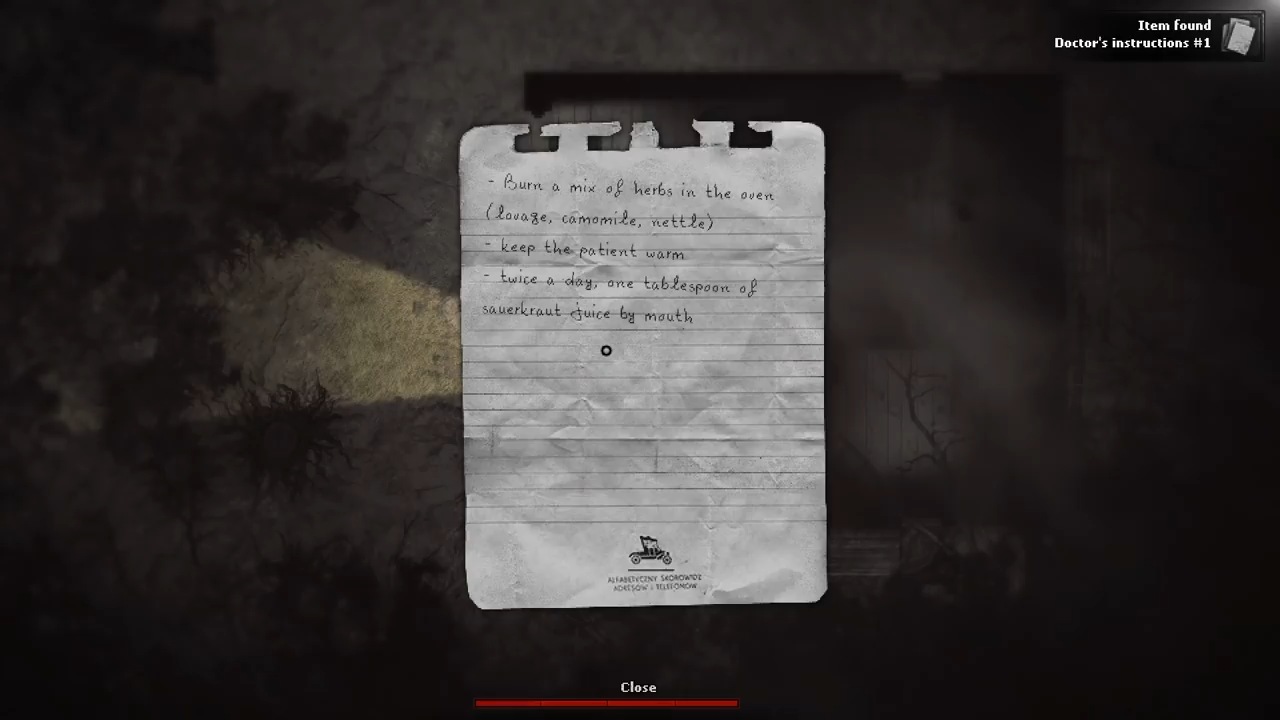 Item found
Doctor's instructions #1
- Burn a mix of herbs in the oven
(lovage, camomile, nettle)
- keep the patient warm
- twice a day, one tablespoon of
sauerkraut juice by mouth
ALFABETYCZNY SKOROWIDZ
ADRESÓW i TELEFONÓW
Close